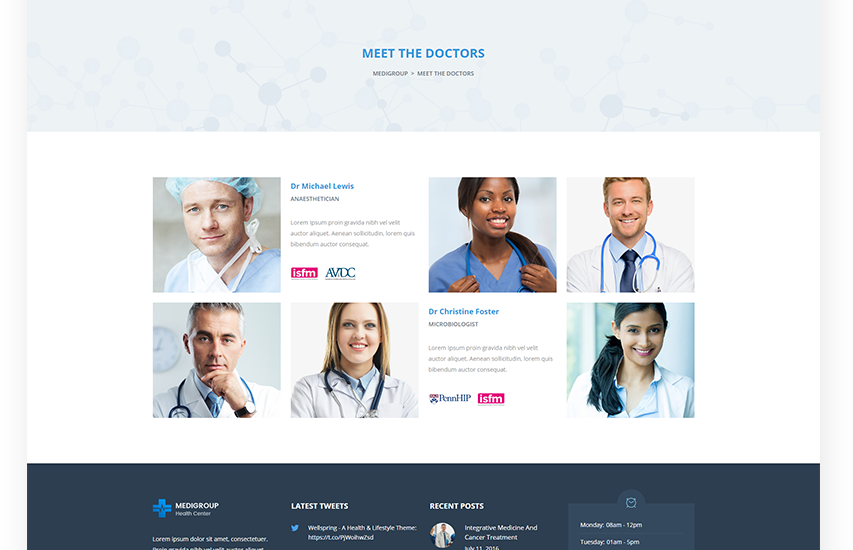 MEET THE DOCTORS
MEDIGROUP > MEET THE DOCTORS
Dr Michael Lewis
ANAESTHETICIAN
Lorem ipsum proin gravida nibh vel velit
auctor aliquet. Aenean sollicitudin, lorem quis
bibendum auctor consequat.
isfm AVDC
Dr Christine Foster
MICROBIOLOGIST
Lorem ipsum proin gravida nibh vel velit
auctor aliquet. Aenean sollicitudin, lorem quis
bibendum auctor consequat.
PennHIP isfm
MEDIGROUP
Health Center
Lorem ipsum dolor sit amet, consectetuer.
LATEST TWEETS
Wellspring - A Health & Lifestyle Theme:
https://t.co/PjWoihwZsd
RECENT POSTS
Integrative Medicine And
Cancer Treatment
July 11, 2016
Monday: 08am - 12pm
Tuesday: 01am - 5pm